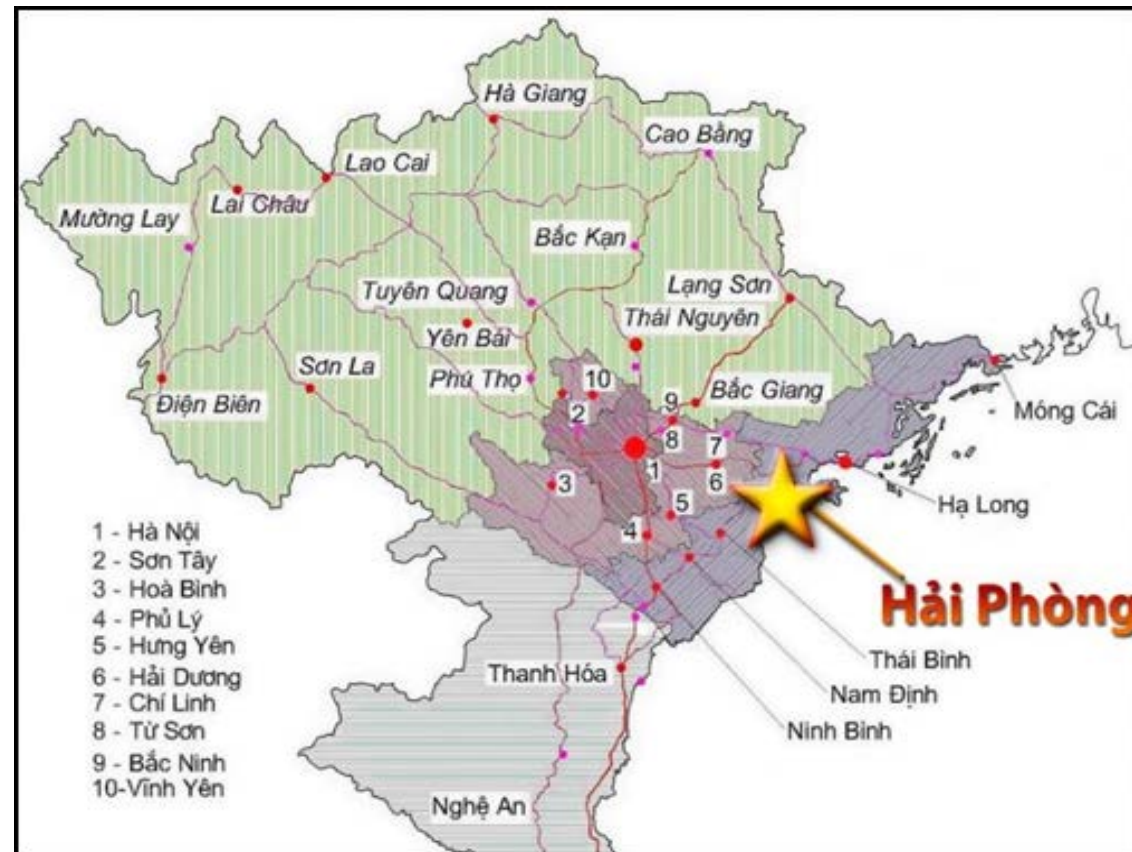 Hà Giang
Cao Bằng
Lao Cai
Lai Châu
Mường Lay
Bắc Kạn
Tuyên Quang
Lạng Sơn
Thái Nguyên
Yên Bái
Sơn La
Phú Thọ
10
Bắc Giang
Điện Biên
9
Móng Cái
2
8
7
1
6
3
Hạ Long
5
4
1 - Hà Nội
2 - Sơn Tây
3 - Hoà Bình
4 - Phủ Lý
5 - Hưng Yên
6 - Hải Dương
7 - Chí Linh
8 - Từ Sơn
9 - Bắc Ninh
10-Vĩnh Yên
Hải Phòng
Thái Bình
Thanh Hóa
Nam Định
Ninh Bình
Nghệ An